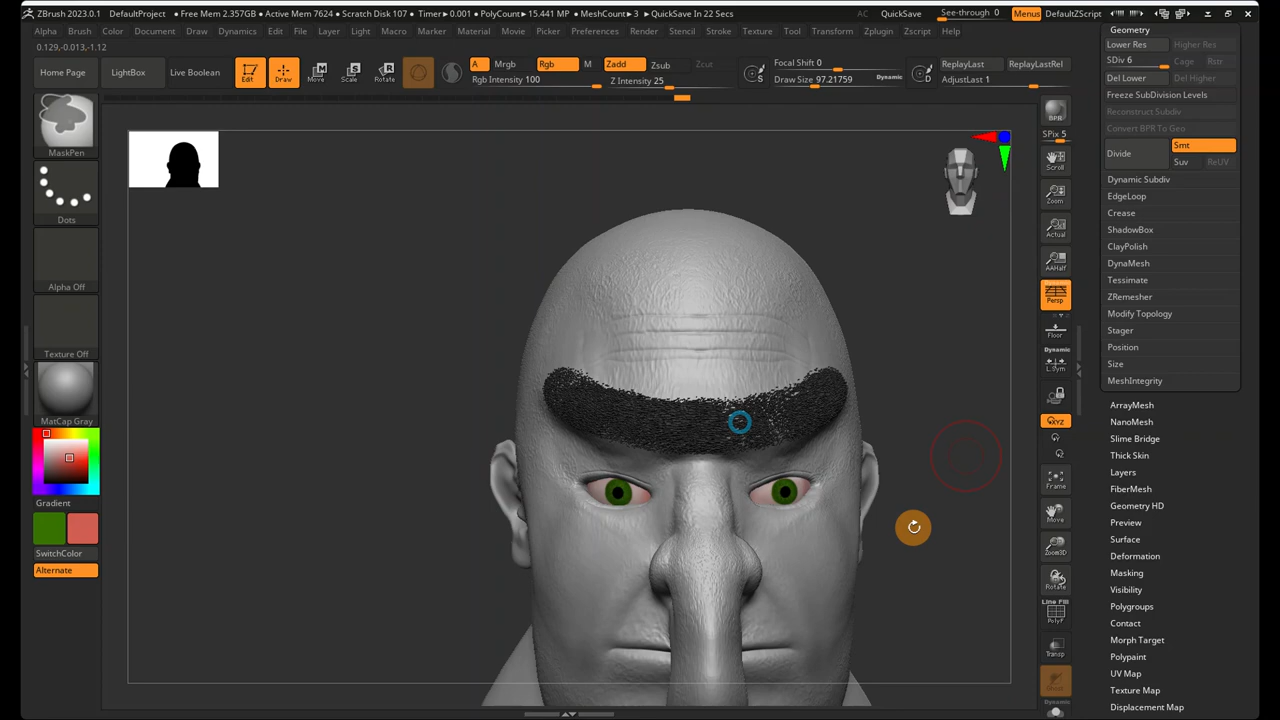 ZBrush 2023.0.1 DefaultProject • Free Mem 2.357GB • Active Mem 7624 • Scratch Disk 107 • Timer▸0.001 • PolyCount▸15.441 MP • MeshCount▸3 • QuickSave In 22 Secs AC QuickSave See-through 0 Menus DefaultZScript
Alpha Brush Color Document Draw Dynamics Edit File Layer Light Macro Marker Material Movie Picker Preferences Render Stencil Stroke Texture Tool Transform Zplugin Zscript Help
0.129,-0.013,-1.12
Home Page LightBox Live Boolean Edit Draw Move Scale Rotate
A Mrgb Rgb M Zadd Zsub Zcut
Rgb Intensity 100 Z Intensity 25
S Focal Shift 0
Draw Size 97.21759 Dynamic
D ReplayLast ReplayLastRel
AdjustLast 1
MaskPen
Dots
Alpha Off
Texture Off
MatCap Gray
Gradient
SwitchColor
Alternate
BPR
SPix 5
Scroll
Zoom
Actual
AAHalf
Persp
Floor
Dynamic
L.Sym
XYZ
Frame
Move
Zoom3D
Rotate
Line Fill
PolyF
Transp
Dynamic
Geometry
Lower Res Higher Res
SDiv 6 Cage Rstr
Del Lower Del Higher
Freeze SubDivision Levels
Reconstruct Subdiv
Convert BPR To Geo
Divide Smt
Suv ReUV
Dynamic Subdiv
EdgeLoop
Crease
ShadowBox
ClayPolish
DynaMesh
Tessimate
ZRemesher
Modify Topology
Stager
Position
Size
MeshIntegrity
ArrayMesh
NanoMesh
Slime Bridge
Thick Skin
Layers
FiberMesh
Geometry HD
Preview
Surface
Deformation
Masking
Visibility
Polygroups
Contact
Morph Target
Polypaint
UV Map
Texture Map
Displacement Map